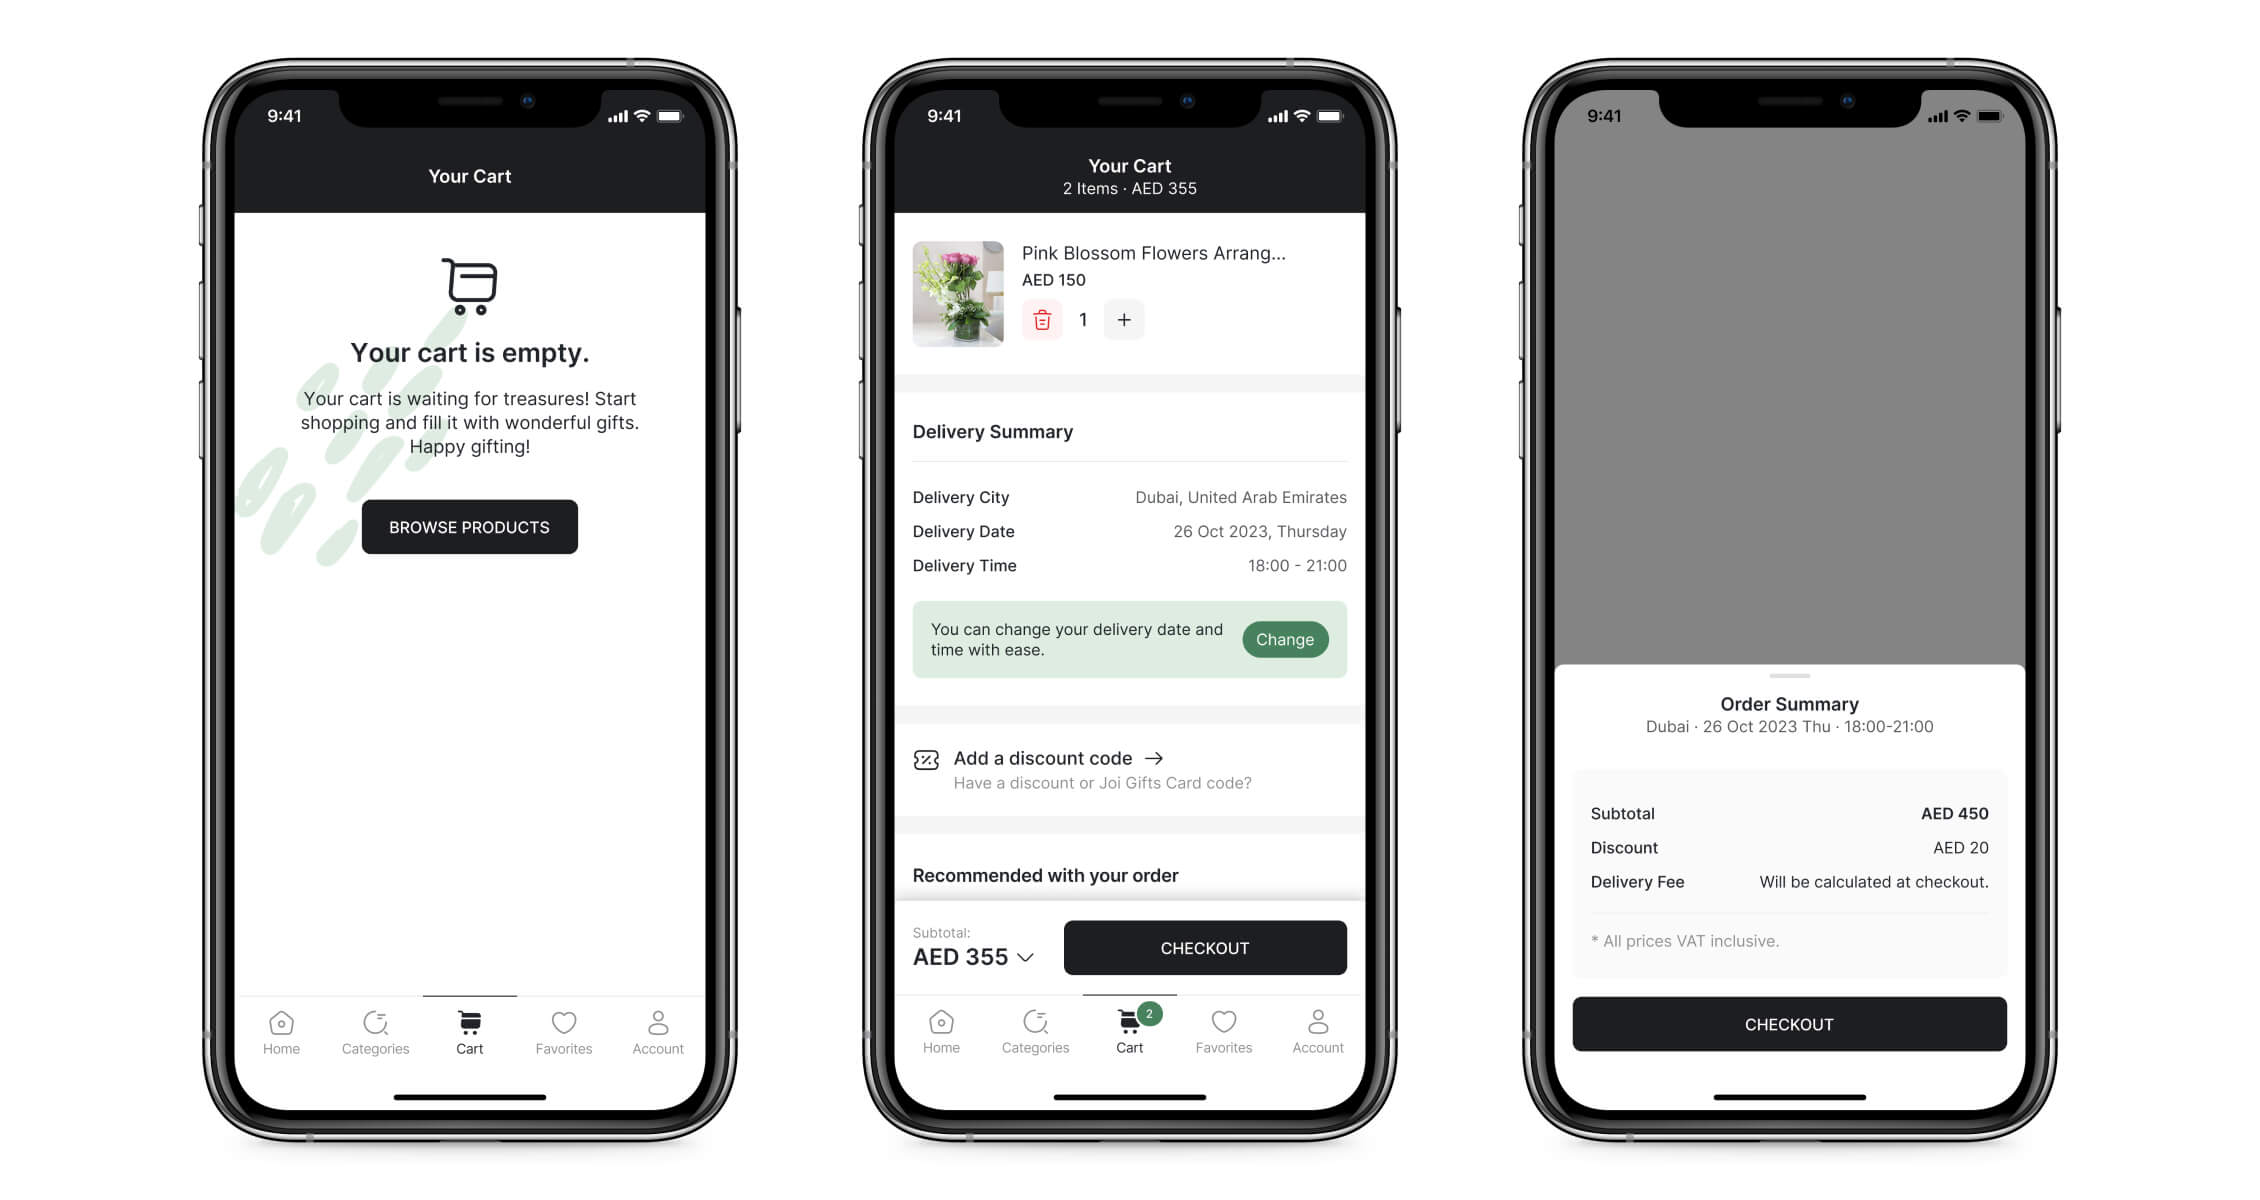 9:41
Your Cart
Your cart is empty.
Your cart is waiting for treasures! Start
shopping and fill it with wonderful gifts.
Happy gifting!
BROWSE PRODUCTS
Home
Categories
Cart
Favorites
Account
9:41
Your Cart
2 Items · AED 355
Pink Blossom Flowers Arrang...
AED 150
1
Delivery Summary
Delivery City Dubai, United Arab Emirates
Delivery Date 26 Oct 2023, Thursday
Delivery Time 18:00 - 21:00
You can change your delivery date and
time with ease.
Change
Add a discount code →
Have a discount or Joi Gifts Card code?
Recommended with your order
Subtotal:
AED 355
CHECKOUT
2
Home
Categories
Cart
Favorites
Account
9:41
Order Summary
Dubai · 26 Oct 2023 Thu · 18:00-21:00
Subtotal AED 450
Discount AED 20
Delivery Fee Will be calculated at checkout.
* All prices VAT inclusive.
CHECKOUT